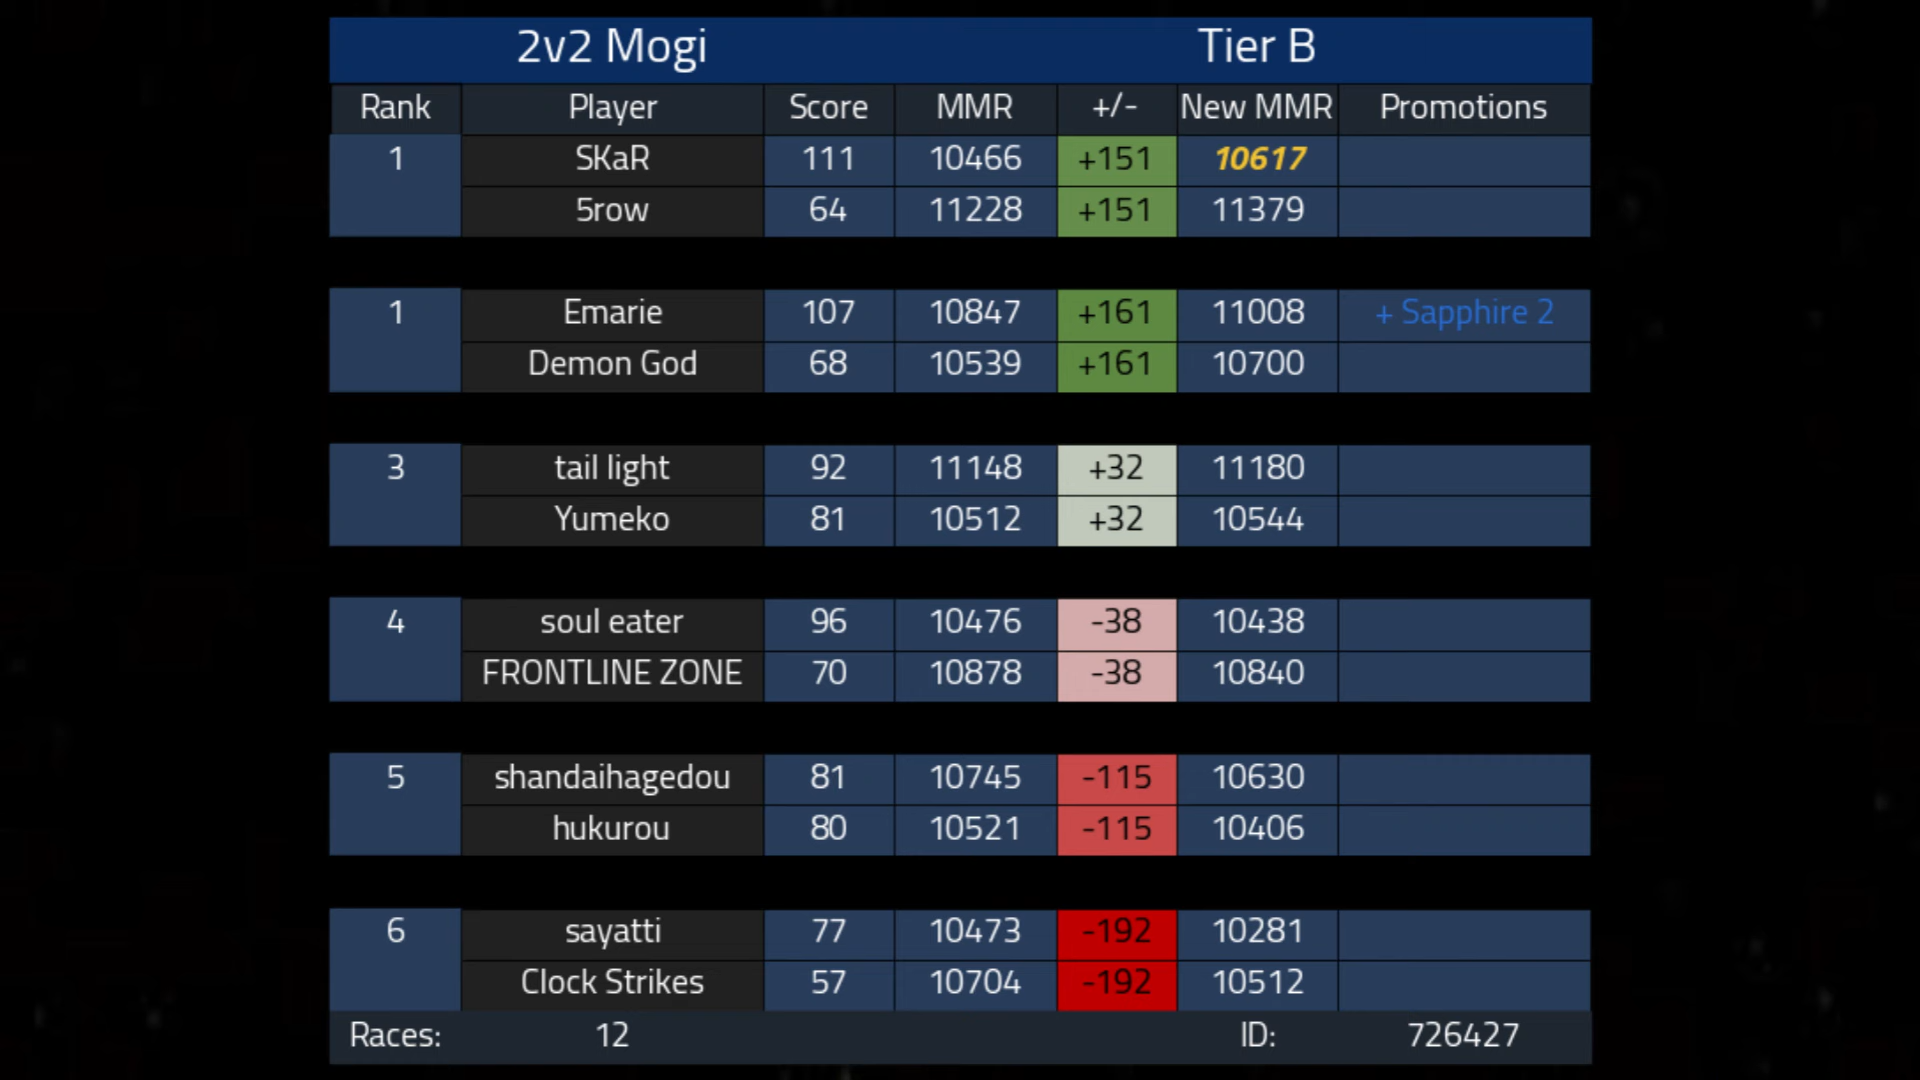 2v2 Mogi Tier B
Rank Player Score MMR +/- New MMR Promotions
1 SKaR 111 10466 +151 10617
5row 64 11228 +151 11379
1 Emarie 107 10847 +161 11008 + Sapphire 2
Demon God 68 10539 +161 10700
3 tail light 92 11148 +32 11180
Yumeko 81 10512 +32 10544
4 soul eater 96 10476 -38 10438
FRONTLINE ZONE 70 10878 -38 10840
5 shandaihagedou 81 10745 -115 10630
hukurou 80 10521 -115 10406
6 sayatti 77 10473 -192 10281
Clock Strikes 57 10704 -192 10512
Races: 12 ID: 726427